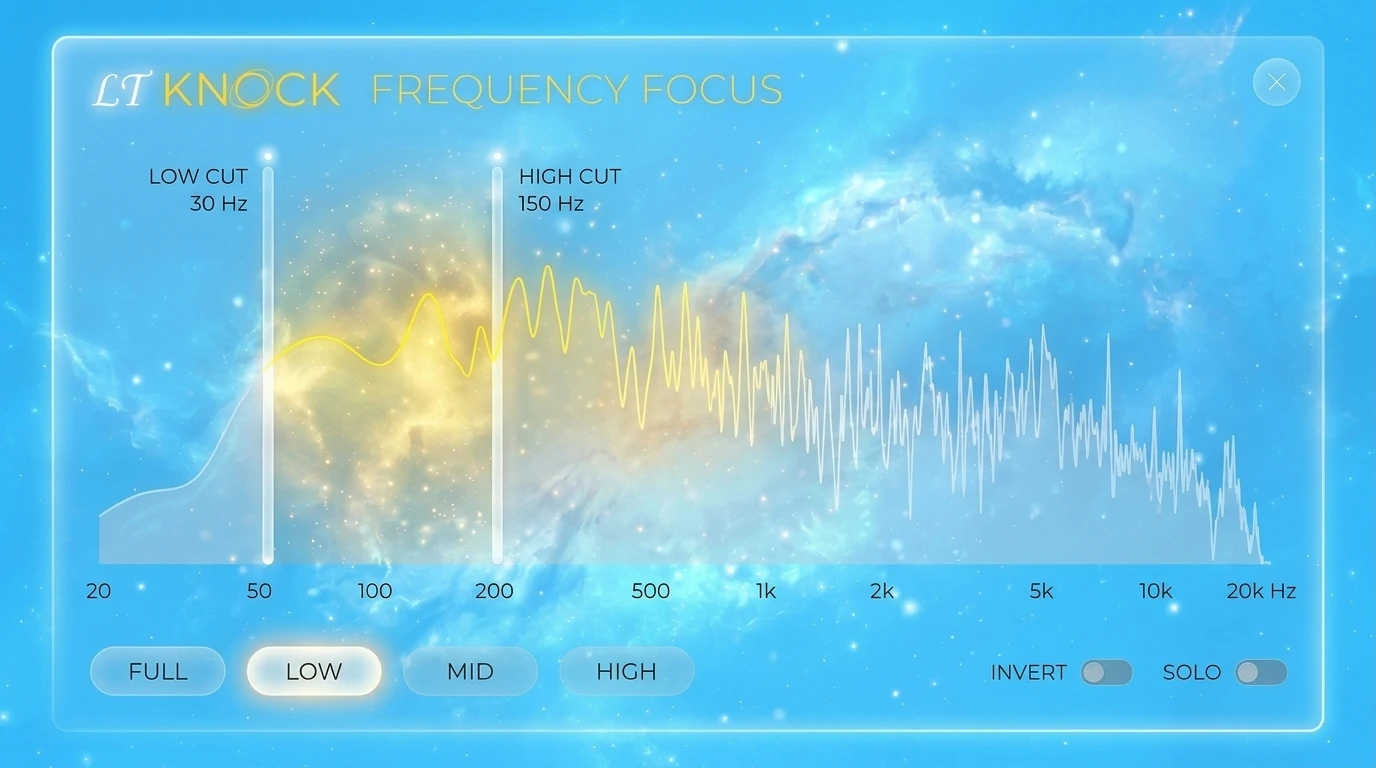 LT KNOCK FREQUENCY FOCUS
LOW CUT
30 Hz
HIGH CUT
150 Hz
20 50 100 200 500 1k 2k 5k 10k 20k Hz
FULL LOW MID HIGH INVERT SOLO